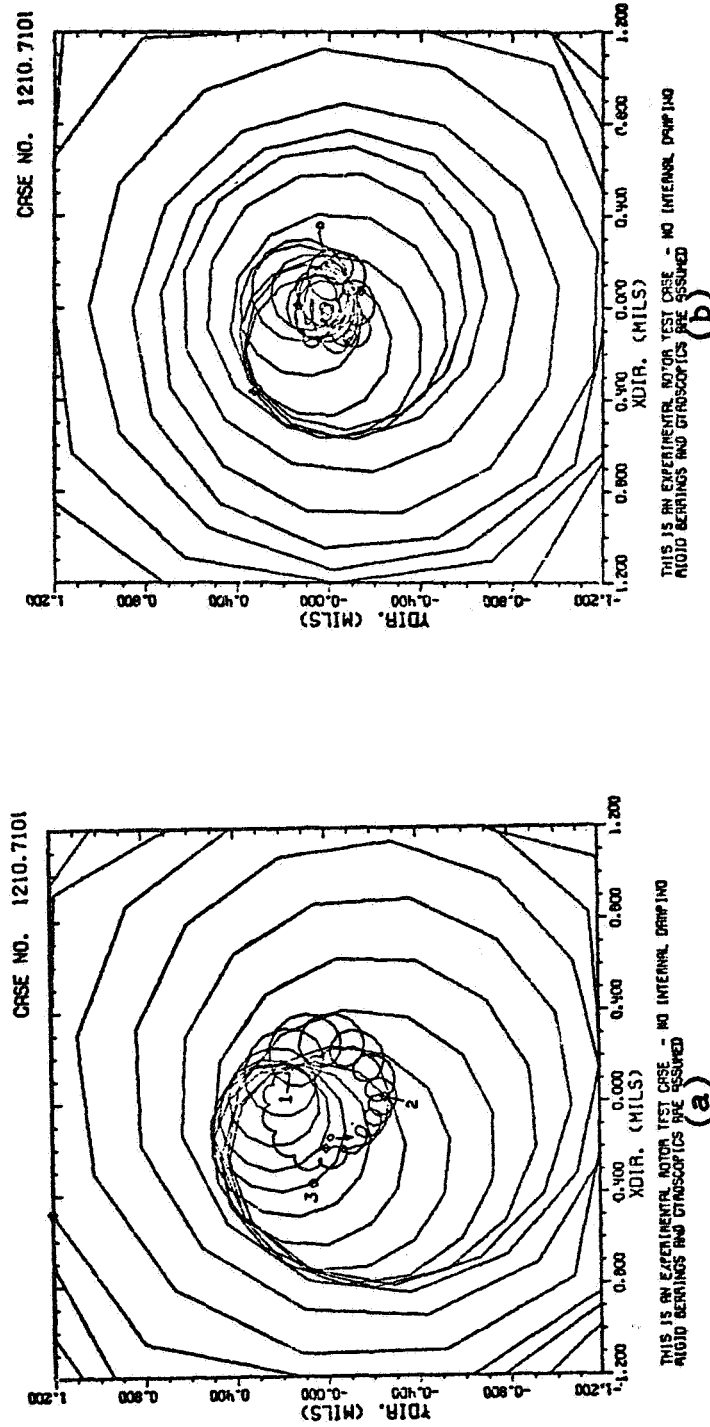 CASE NO. 1210.7101
YDIR. (MILS)
1.200
0.800
0.400
-0.000
-0.400
-0.800
-1.200
1
2
3
0.800
0.400
0.000
0.400
0.800
1.200
XDIR. (MILS)
THIS IS AN EXPERIMENTAL ROTOR TEST CASE - NO INTERNAL DAMPING
RIGID BEARINGS AND GYROSCOPICS ARE ASSUMED
(a)
CASE NO. 1210.7101
YDIR. (MILS)
1.200
0.800
0.400
-0.000
-0.400
-0.800
-1.200
0.800
0.400
0.000
0.400
0.800
1.200
XDIR. (MILS)
THIS IS AN EXPERIMENTAL ROTOR TEST CASE - NO INTERNAL DAMPING
RIGID BEARINGS AND GYROSCOPICS ARE ASSUMED
(b)